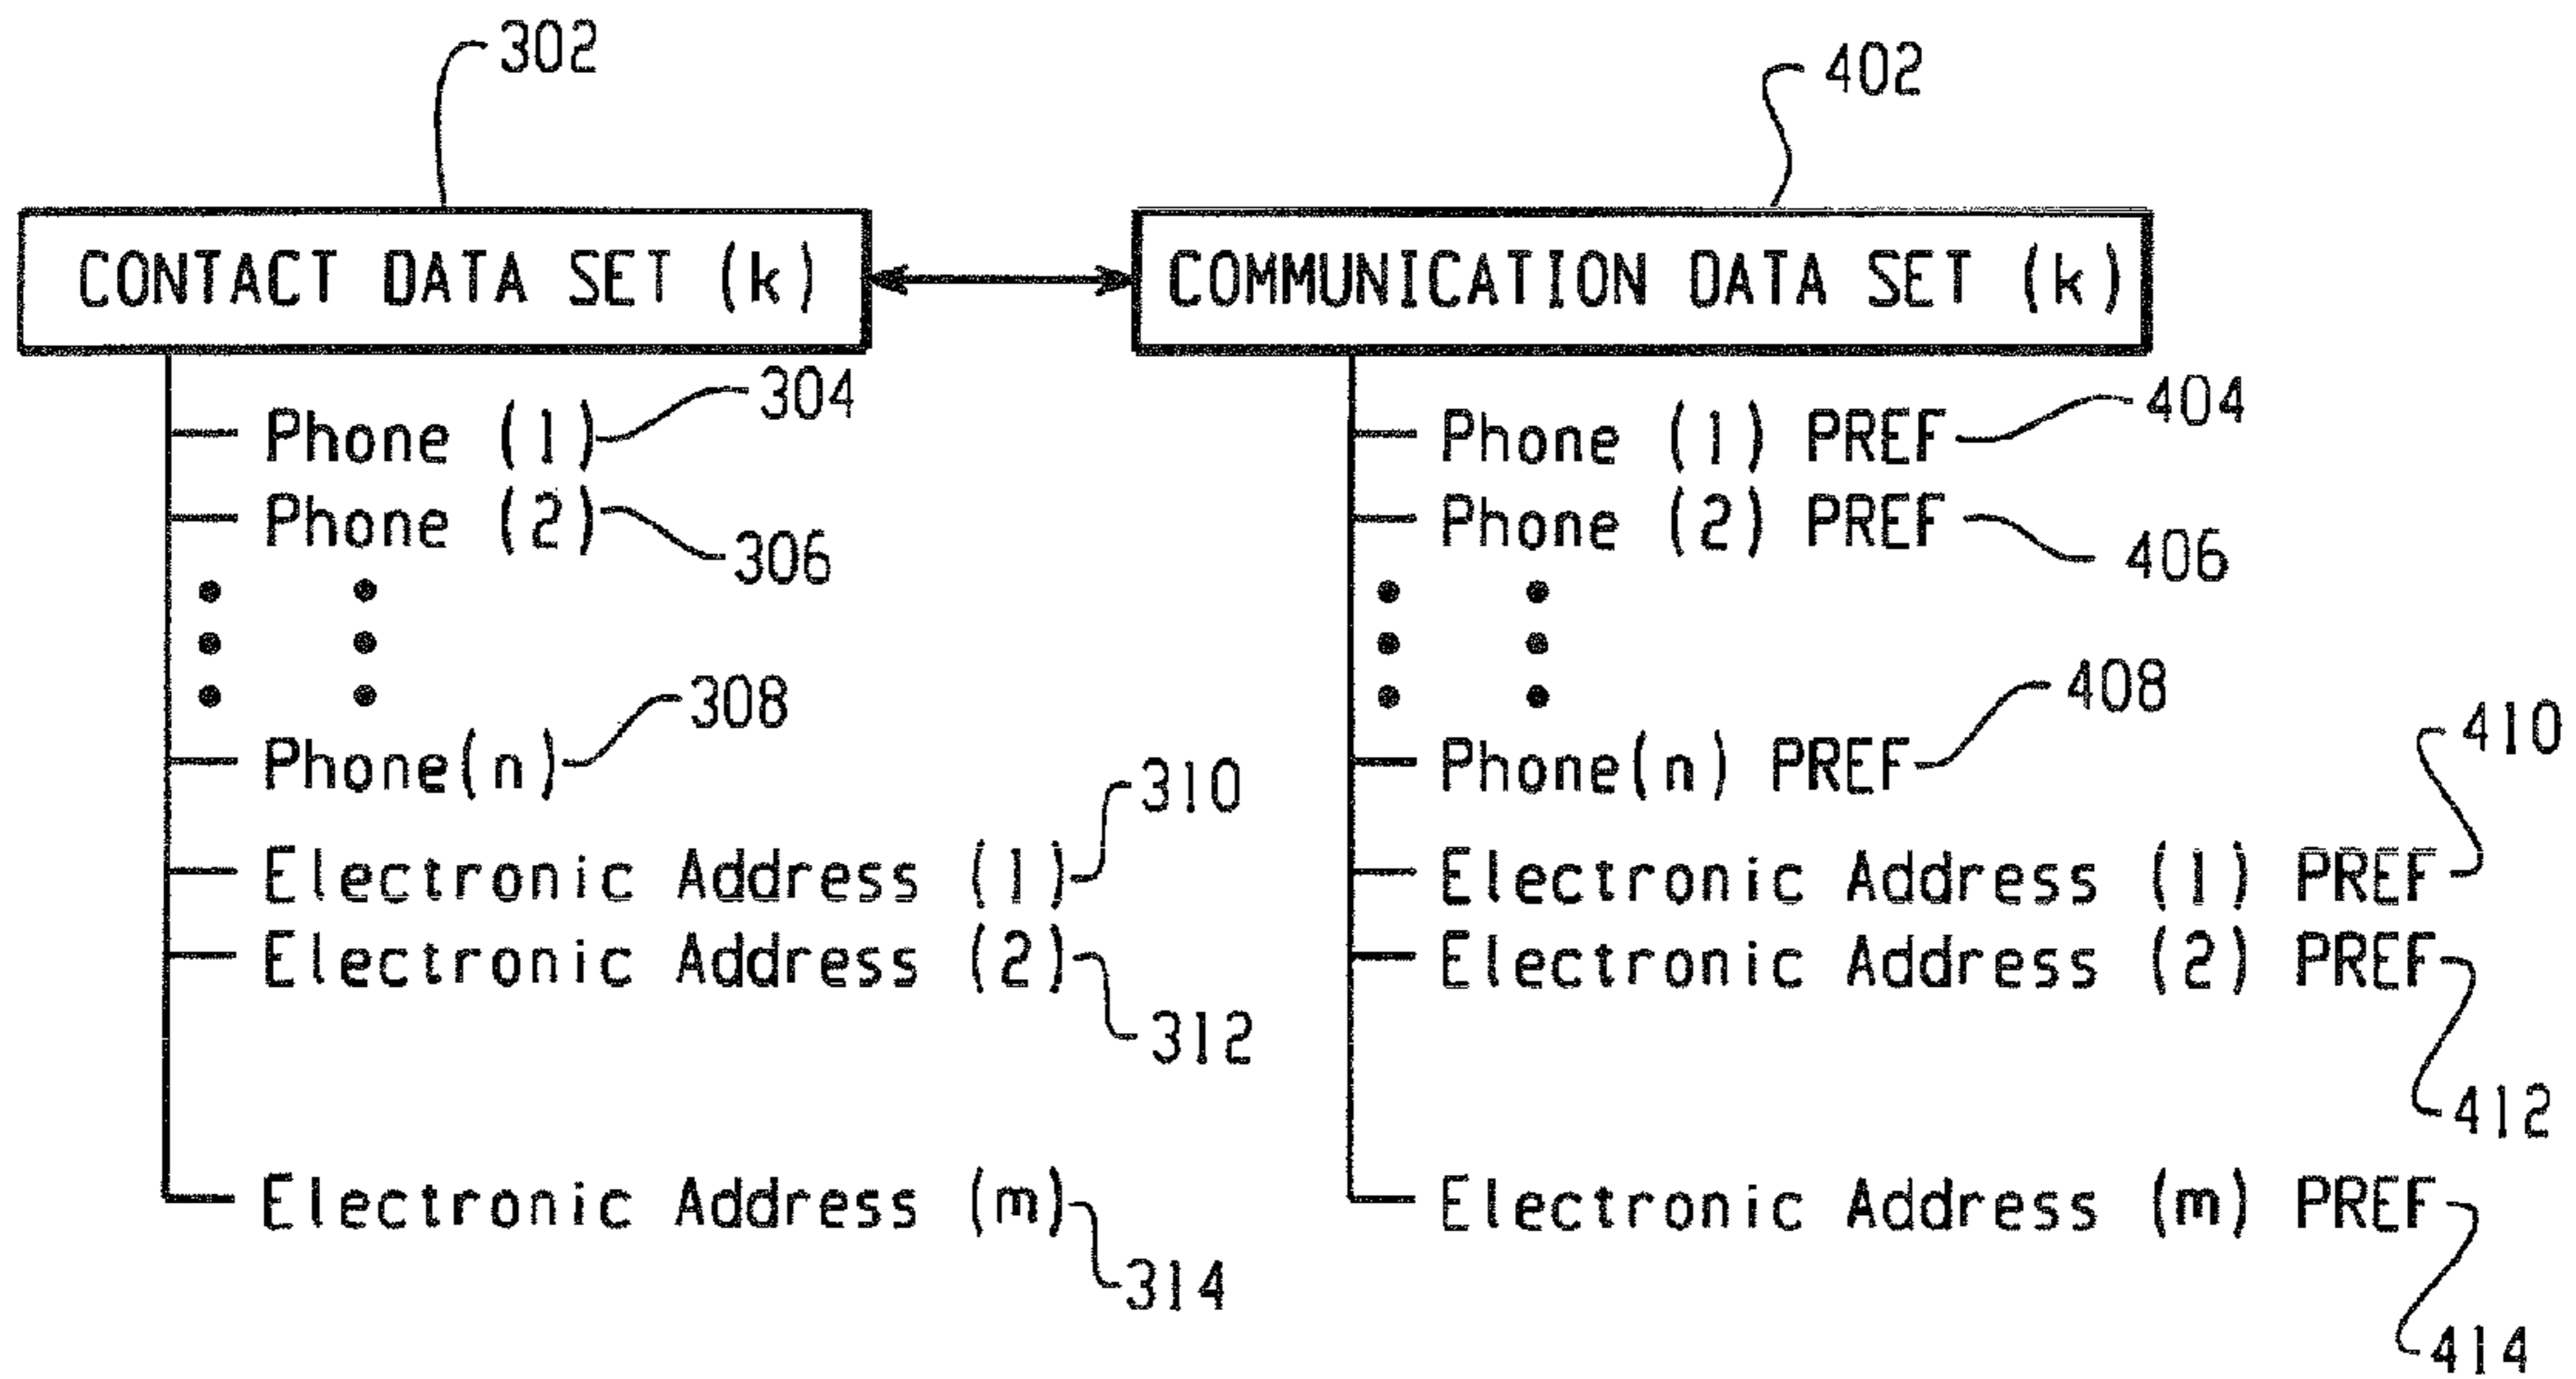 302
402
CONTACT DATA SET (k)
COMMUNICATION DATA SET (k)
Phone (1)
304
Phone (2)
306
Phone(n)
308
Electronic Address (1)
310
Electronic Address (2)
312
Electronic Address (m)
314
Phone (1) PREF
404
Phone (2) PREF
406
Phone(n) PREF
408
Electronic Address (1) PREF
410
Electronic Address (2) PREF
412
Electronic Address (m) PREF
414